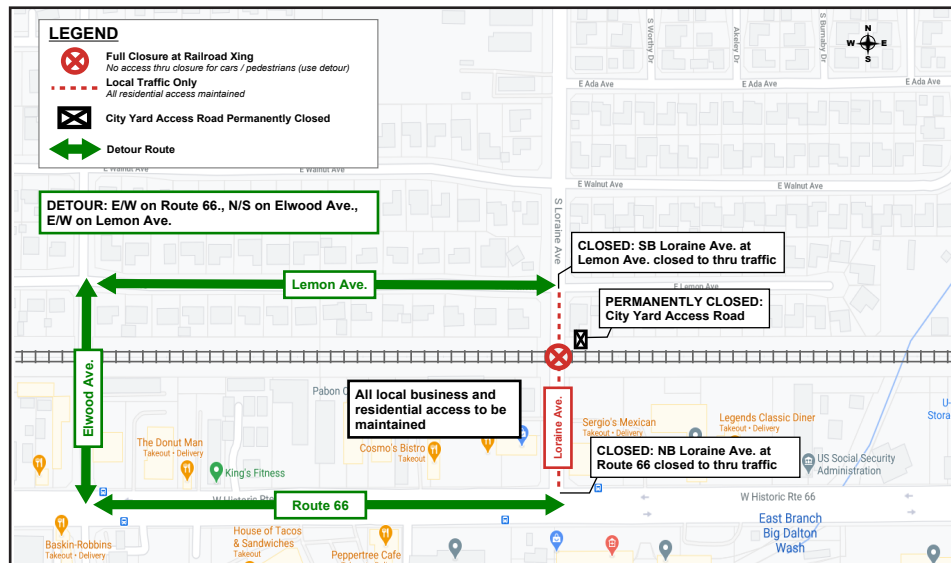 LEGEND
Full Closure at Railroad Xing
No access thru closure for cars / pedestrians (use detour)
Local Traffic Only
All residential access maintained
City Yard Access Road Permanently Closed
Detour Route
S Worthy Dr
Akeley Dr
S Burnaby Dr
N
W E
S
E Ada Ave
E Ada Ave
E Walnut Ave
E Walnut Ave
E Walnut Ave
E Walnut Ave
DETOUR: E/W on Route 66., N/S on Elwood Ave.,
E/W on Lemon Ave.
S Loraine Ave
CLOSED: SB Loraine Ave. at
Lemon Ave. closed to thru traffic
Lemon Ave.
E Lemon Ave
PERMANENTLY CLOSED:
City Yard Access Road
Elwood Ave.
Pabon
All local business and
residential access to be
maintained
Loraine Ave.
Sergio's Mexican
Takeout • Delivery
Legends Classic Diner
Takeout • Delivery
U-
Stora
The Donut Man
Takeout • Delivery
King's Fitness
Cosmo's Bistro
Takeout
CLOSED: NB Loraine Ave. at
Route 66 closed to thru traffic
US Social Security
Administration
W Historic Rte
Route 66
W Historic Rte 66
Baskin-Robbins
Takeout • Delivery
House of Tacos
& Sandwiches
Takeout
Peppertree Cafe
Takeout • Delivery
East Branch
Big Dalton
Wash